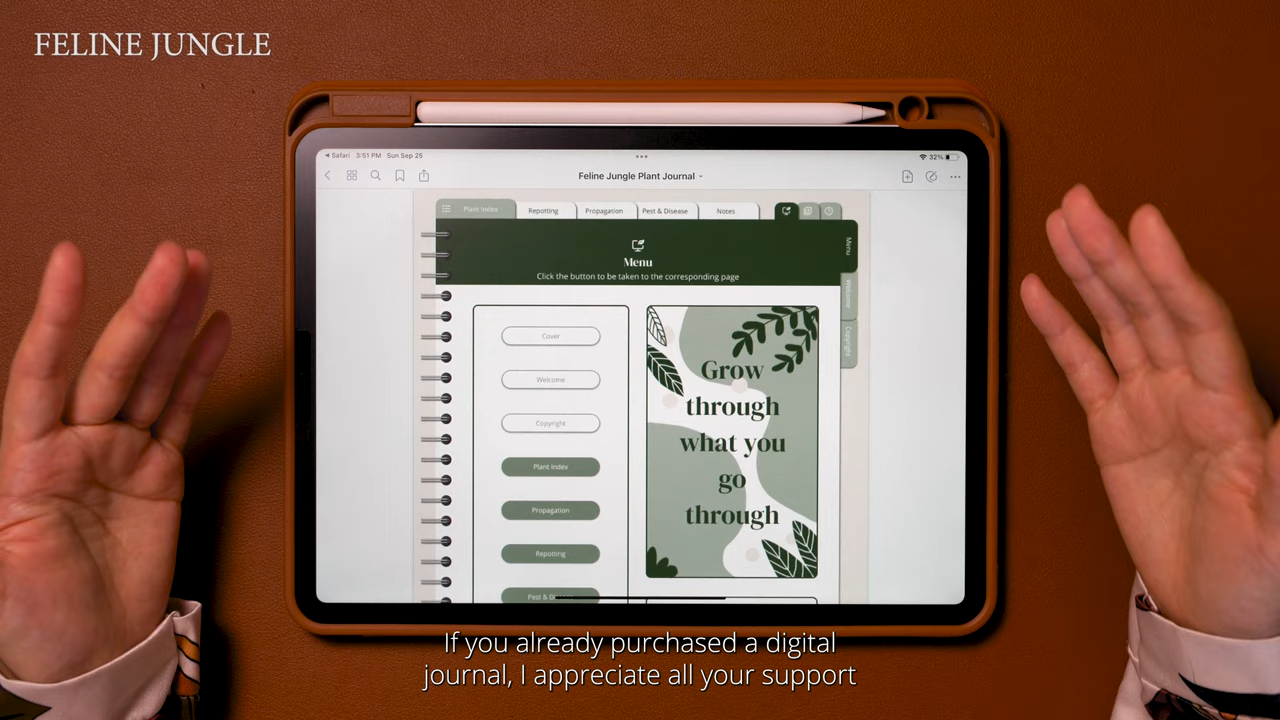 FELINE JUNGLE
Safari 3:51 PM Sun Sep 25
32%
Feline Jungle Plant Journal
Plant Index
Repotting
Propagation
Pest & Disease
Notes
Menu
Click the button to be taken to the corresponding page
Menu
Welcome
Copyright
Cover
Welcome
Copyright
Plant Index
Propagation
Repotting
Grow
through
what you
go
through
If you already purchased a digital
journal, I appreciate all your support